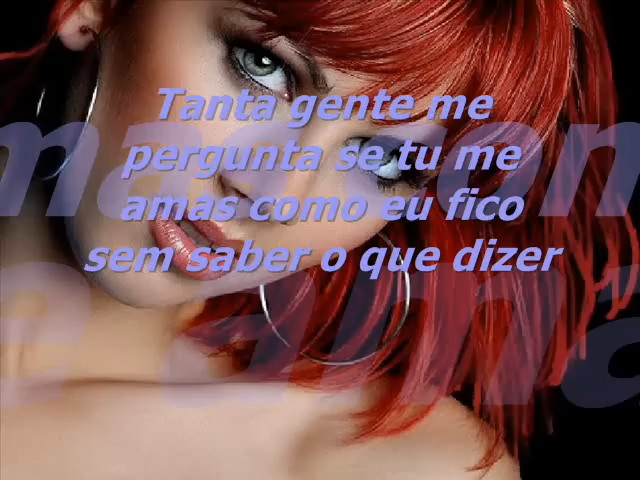 Tanta gente me
pergunta se tu me
amas como eu fico
sem saber o que dizer